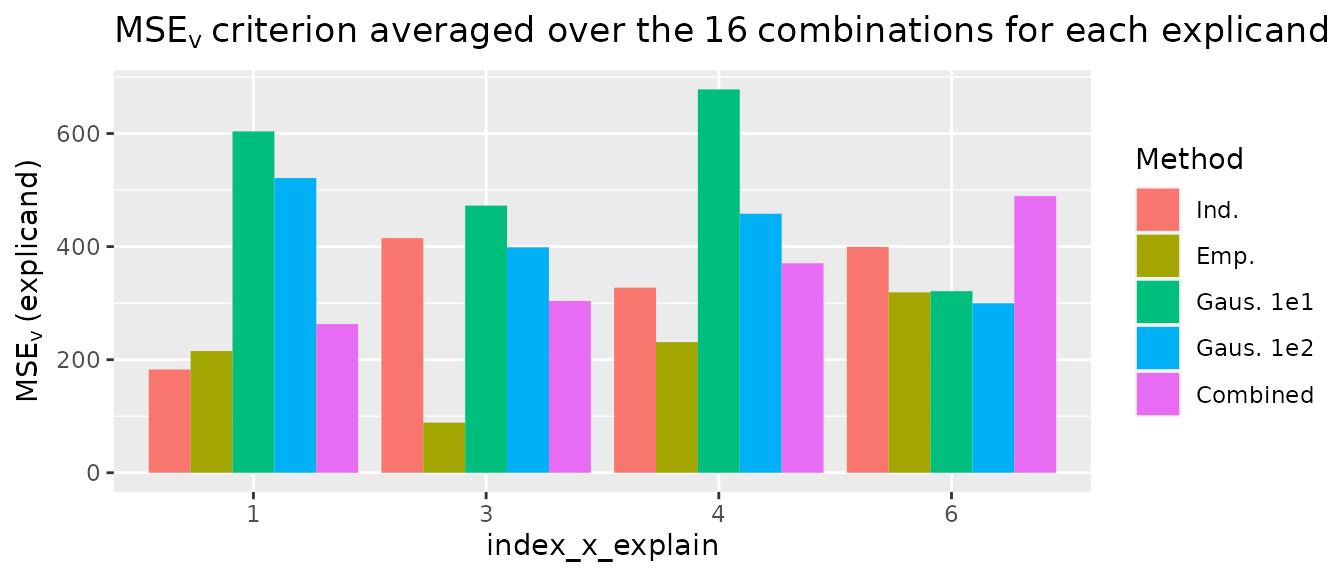 MSEv criterion averaged over the 16 combinations for each explicand
MSEv (explicand)
600
400
200
0
1 3 4 6
index_x_explain
Method
Ind.
Emp.
Gaus. 1e1
Gaus. 1e2
Combined